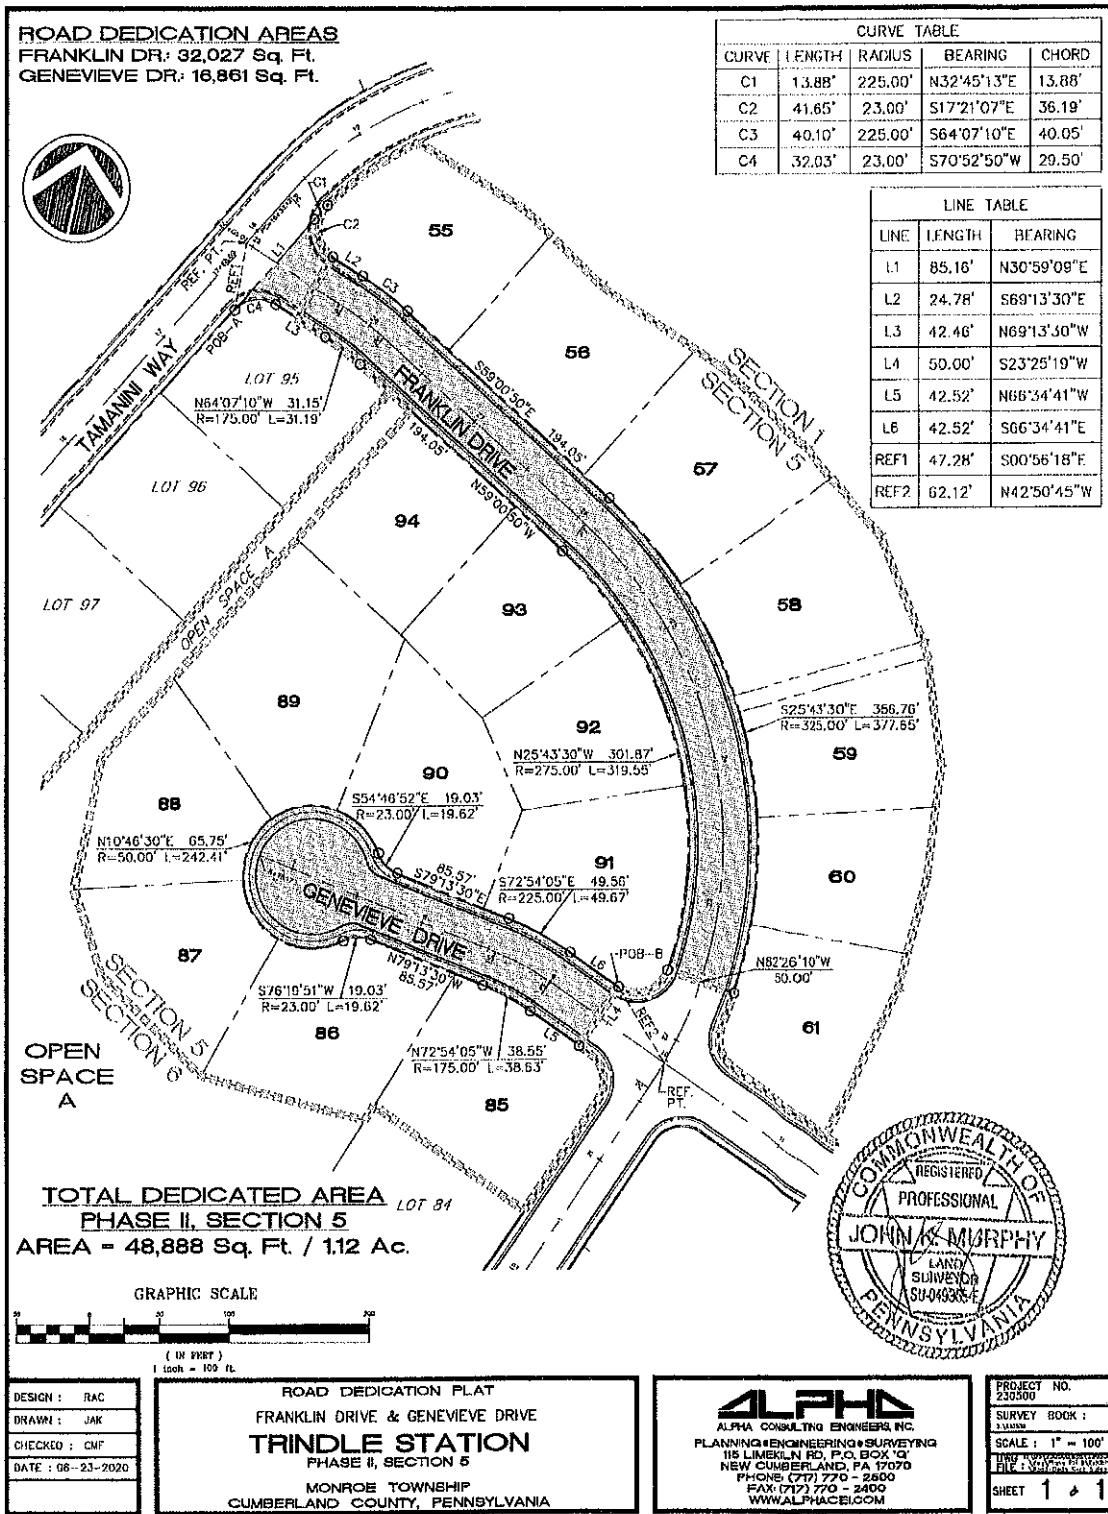 ROAD DEDICATION AREAS
FRANKLIN DR.: 32,027 Sq. Ft.
GENEVIEVE DR.: 16,861 Sq. Ft.
CURVE TABLE
CURVE LENGTH RADIUS BEARING CHORD
C1 13.88' 225.00' N32°45'13"E 13.88'
C2 41.65' 23.00' S17°21'07"E 36.19'
C3 40.10' 225.00' S64°07'10"E 40.05'
C4 32.03' 23.00' S70°52'50"W 29.50'
LINE TABLE
LINE LENGTH BEARING
L1 85.16' N30°59'09"E
L2 24.78' S69°13'30"E
L3 42.46' N69°13'30"W
L4 50.00' S23°25'19"W
L5 42.52' N66°34'41"W
L6 42.52' S66°34'41"E
REF1 47.28' S00°56'18"E
REF2 62.12' N42°50'45"W
C1
C2
55
REF. PT.
L1
REF1
L2
C3
C4
L3
POB-A
TAMANINI WAY
56
SECTION 1
SECTION 5
LOT 95
N64°07'10"W 31.15'
R=175.00' L=31.19'
S59°00'50"E
194.05'
FRANKLIN DRIVE
194.05'
N59°00'50"W
57
LOT 96
94
OPEN SPACE A
LOT 97
93
58
89
92
S25°43'30"E 356.76'
R=325.00' L=377.65'
N25°43'30"W 301.87'
R=275.00' L=319.55'
59
90
88
S54°46'52"E 19.03'
R=23.00' L=19.62'
N10°46'30"E 65.75'
R=50.00' L=242.41'
91
85.57'
S79°13'30"E
S72°54'05"E 49.56'
R=225.00' L=49.67'
60
GENEVIEVE DRIVE
87
L6
POB-B
N82°26'10"W
50.00'
N79°13'30"W
85.57'
S76°19'51"W 19.03'
R=23.00' L=19.62'
L4
REF2
86
SECTION 5
SECTION 6
L5
61
OPEN
SPACE
A
N72°54'05"W 38.55'
R=175.00' L=38.63'
REF.
PT.
85
LOT 84
TOTAL DEDICATED AREA
PHASE II, SECTION 5
AREA = 48,888 Sq. Ft. / 1.12 Ac.
COMMONWEALTH OF
REGISTERED
PROFESSIONAL
JOHN K. MURPHY
LAND
SURVEYOR
SU-049365-E
PENNSYLVANIA
GRAPHIC SCALE
( IN FEET )
1 inch = 100 ft.
DESIGN : RAC
DRAWN : JAK
CHECKED : CMF
DATE : 06-23-2020
ROAD DEDICATION PLAT
FRANKLIN DRIVE & GENEVIEVE DRIVE
TRINDLE STATION
PHASE II, SECTION 5
MONROE TOWNSHIP
CUMBERLAND COUNTY, PENNSYLVANIA
ALPHA
ALPHA CONSULTING ENGINEERS, INC.
PLANNING • ENGINEERING • SURVEYING
115 LIMEKILN RD, P.O. BOX 'Q'
NEW CUMBERLAND, PA 17070
PHONE: (717) 770 - 2500
FAX: (717) 770 - 2400
WWW.ALPHACEI.COM
PROJECT NO.
230500
SURVEY BOOK :
SCALE : 1" = 100'
FILE :
SHEET 1 of 1